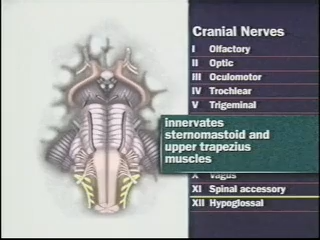 Cranial Nerves
I Olfactory
II Optic
III Oculomotor
IV Trochlear
V Trigeminal
innervates
sternomastoid and
upper trapezius
muscles
X Vagus
XI Spinal accessory
XII Hypoglossal